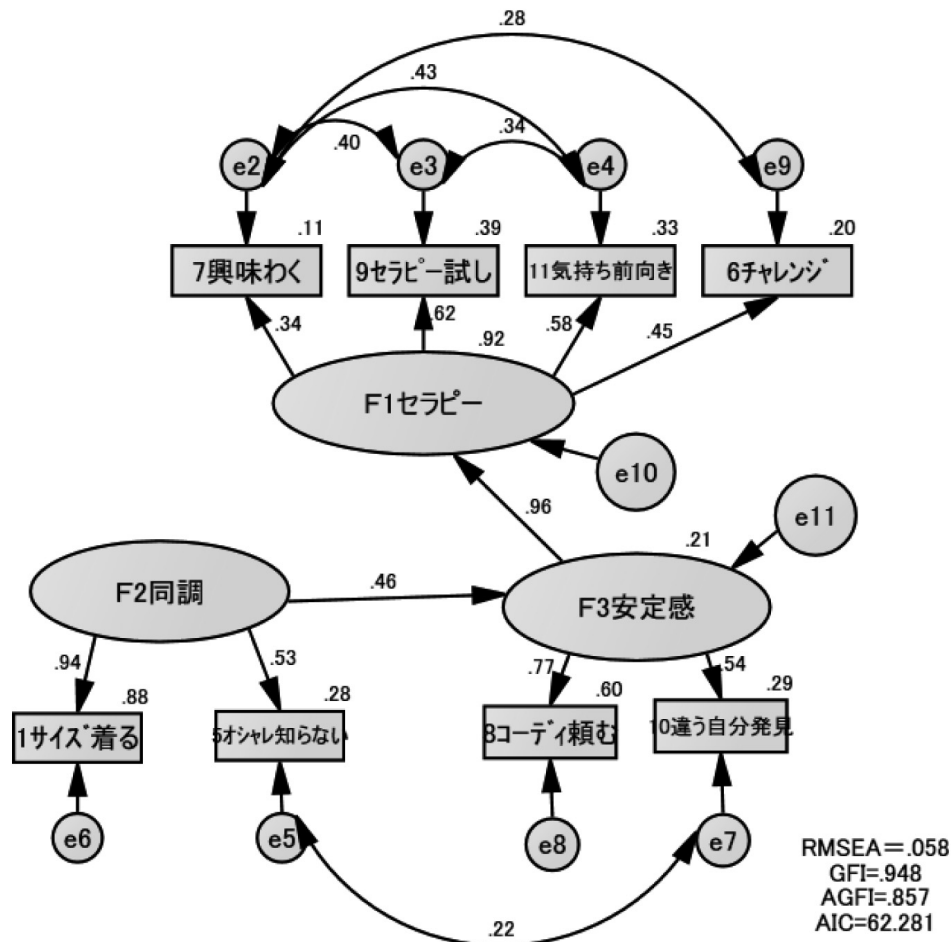 .28
.43
.40
.34
e2
e3
e4
e9
.11
.39
.33
.20
7興味わく
9セラピー試し
11気持ち前向き
6チャレンジ
.34
.62
.58
.45
.92
F1セラピー
e10
.96
e11
.21
F2同調
.46
F3安定感
.94
.53
.77
.54
.88
.28
.60
.29
1サイズ着る
5オシャレ知らない
8コーディ頼む
10違う自分発見
e6
e5
e8
e7
.22
RMSEA=.058
GFI=.948
AGFI=.857
AIC=62.281